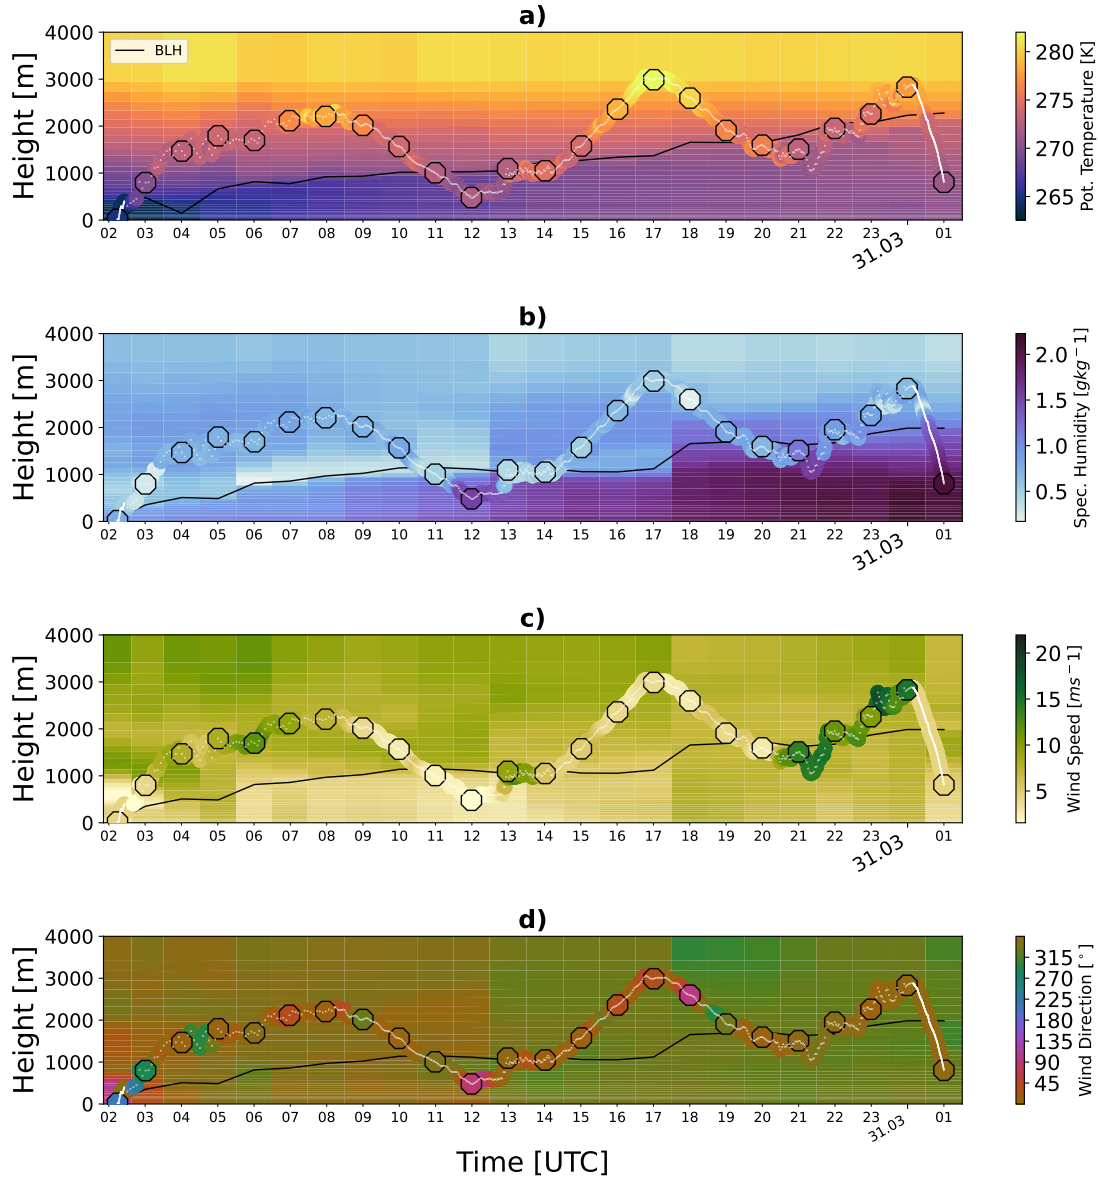 a)
4000
3000
2000
1000
0
Height [m]
BLH
02 03 04 05 06 07 08 09 10 11 12 13 14 15 16 17 18 19 20 21 22 23 01
31.03
280
275
270
265
Pot. Temperature [K]
b)
4000
3000
2000
1000
0
Height [m]
02 03 04 05 06 07 08 09 10 11 12 13 14 15 16 17 18 19 20 21 22 23 01
31.03
2.0
1.5
1.0
0.5
Spec. Humidity [gkg−1]
c)
4000
3000
2000
1000
0
Height [m]
02 03 04 05 06 07 08 09 10 11 12 13 14 15 16 17 18 19 20 21 22 23 01
31.03
20
15
10
5
Wind Speed [ms−1]
d)
4000
3000
2000
1000
0
Height [m]
02 03 04 05 06 07 08 09 10 11 12 13 14 15 16 17 18 19 20 21 22 23 01
31.03
315
270
225
180
135
90
45
Wind Direction [°]
Time [UTC]